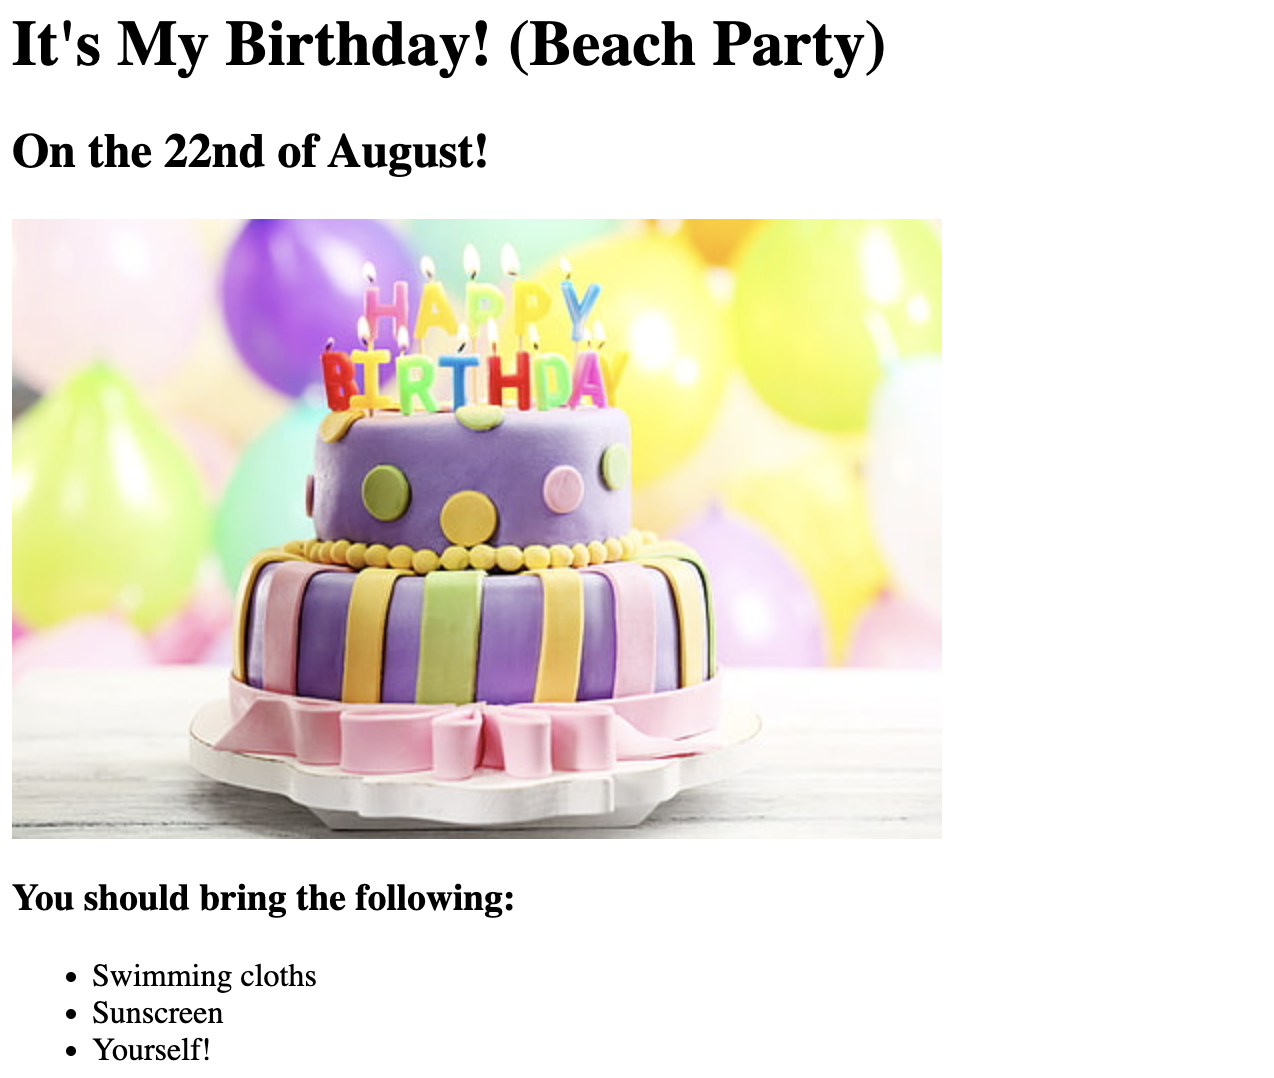 It's My Birthday! (Beach Party)
On the 22nd of August!
HAPPY
BIRTHDAY
You should bring the following:
• Swimming cloths
• Sunscreen
• Yourself!